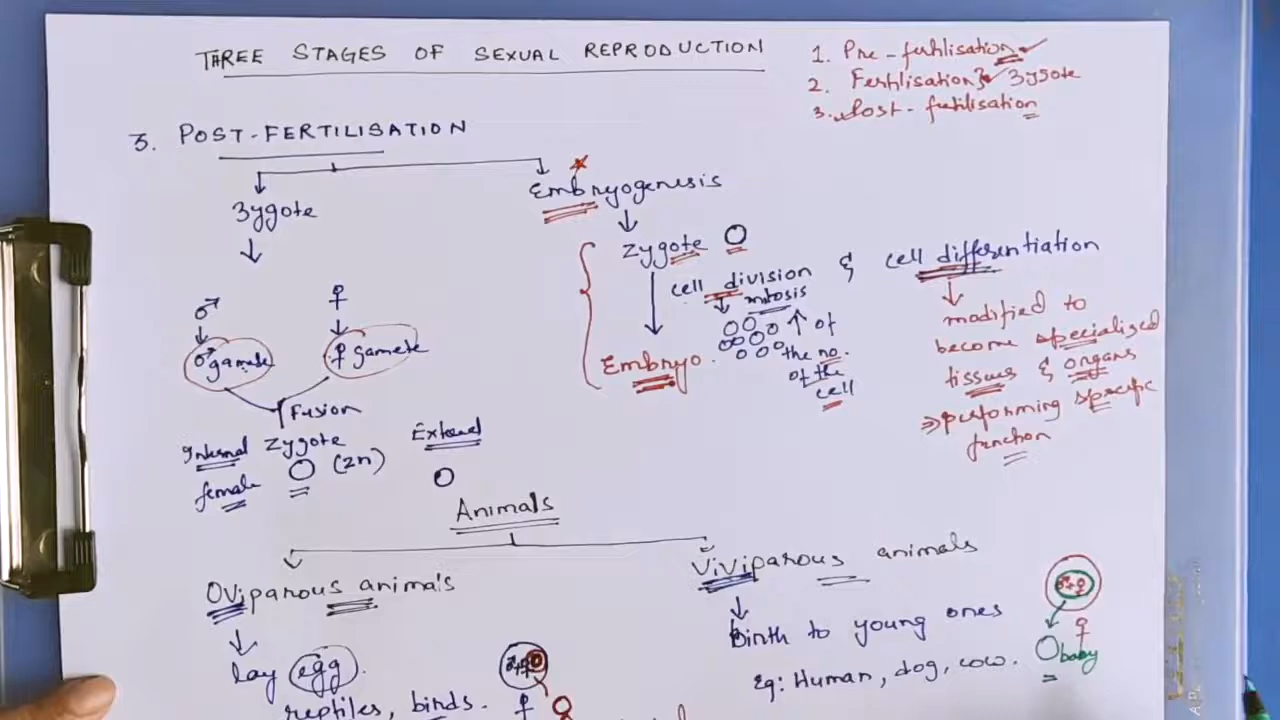 THREE STAGES OF SEXUAL REPRODUCTION
1. Pre-fertilisation ✓
2. Fertilisation} ✓ Zygote
3. Post-fertilisation
3. POST-FERTILISATION
Zygote
↓
♂ ♀
♂gamete ♀ gamete
Fusion
Internal Zygote External
female (2n)
Embryogenesis
↓
Zygote
cell division & cell differentiation
mitosis
↑ of
the no.
of the
cell
Embryo
modified to
become specialised
tissues & organs
⇒ performing specific
function
Animals
Oviparous animals
↓
lay egg.
reptiles, birds.
♂+♀
♀
Viviparous animals
↓
Birth to young ones
Eg: Human, dog, cow.
♂+♀
♀
baby